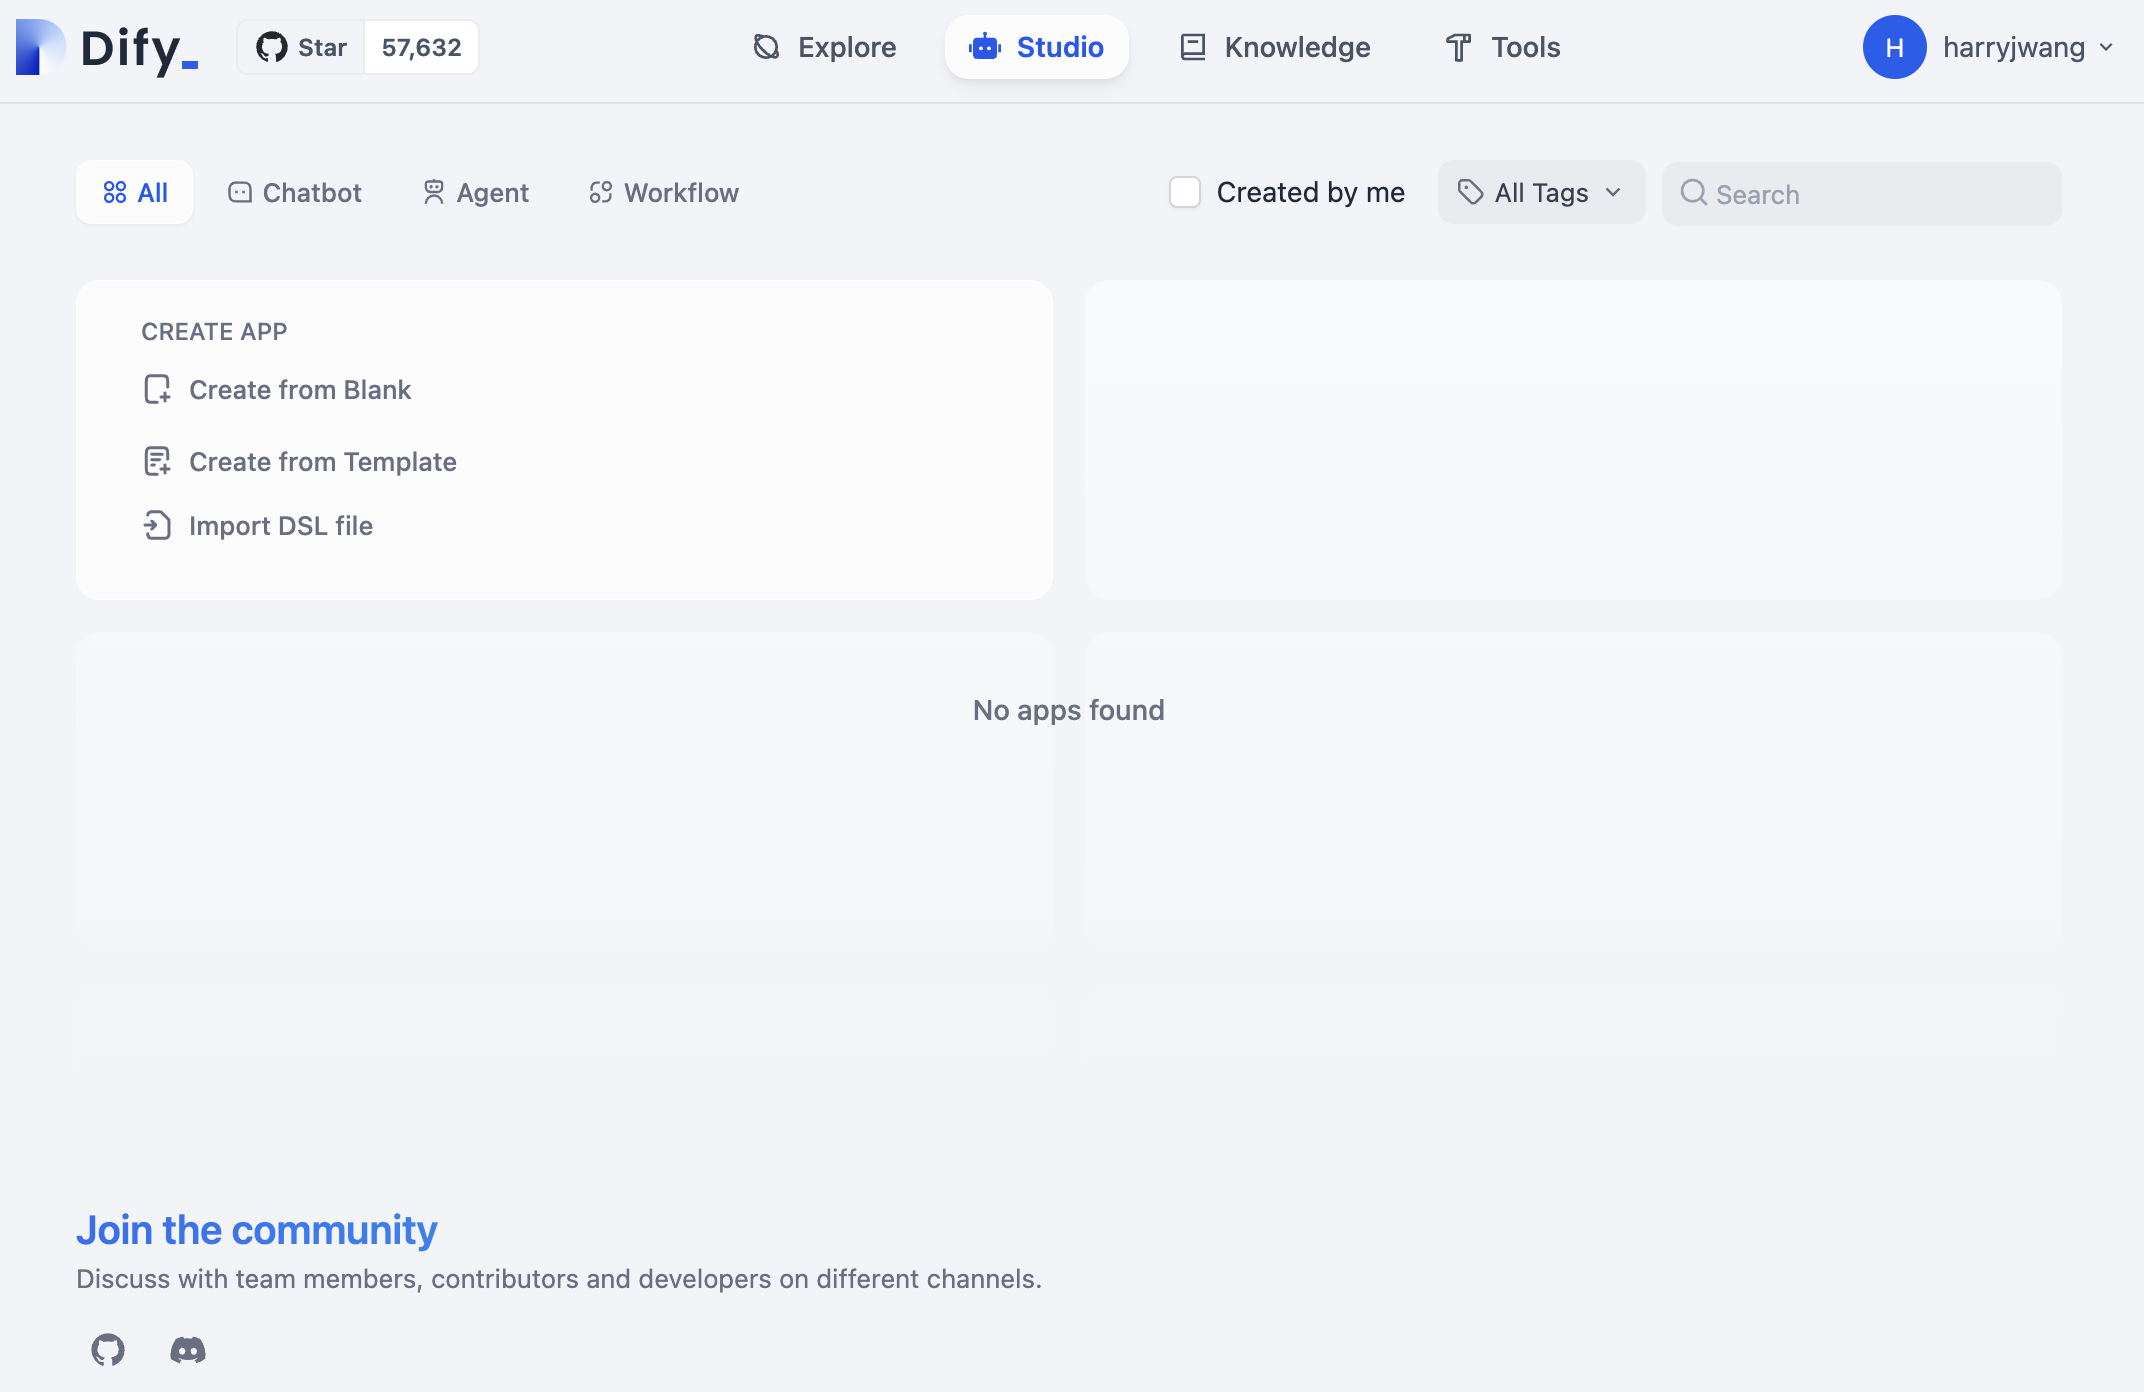 Dify_
Star 57,632
Explore
Studio
Knowledge
Tools
H harryjwang
All
Chatbot
Agent
Workflow
Created by me
All Tags
Search
CREATE APP
Create from Blank
Create from Template
Import DSL file
No apps found
Join the community
Discuss with team members, contributors and developers on different channels.